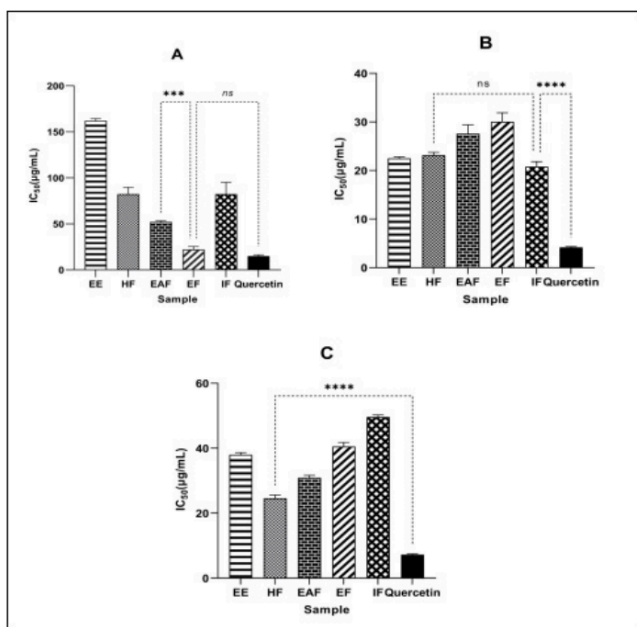 A
IC50(µg/mL)
200
150
100
50
0
***
ns
EE HF EAF EF IF Quercetin
Sample
B
IC50(µg/mL)
40
30
20
10
0
ns
****
EE HF EAF EF IF Quercetin
Sample
C
IC50(µg/mL)
60
40
20
0
****
EE HF EAF EF IF Quercetin
Sample